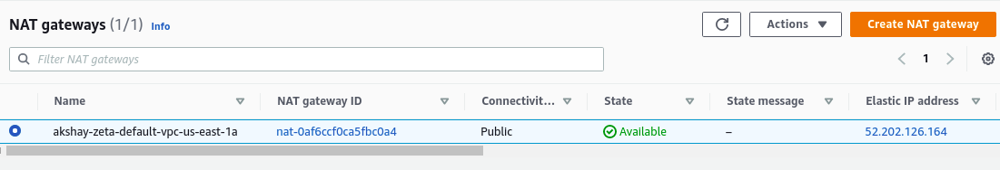 NAT gateways (1/1) Info
Actions
Create NAT gateway
Filter NAT gateways
1
Name NAT gateway ID Connectivit... State State message Elastic IP address
akshay-zeta-default-vpc-us-east-1a nat-0af6ccf0ca5fbc0a4 Public Available – 52.202.126.164